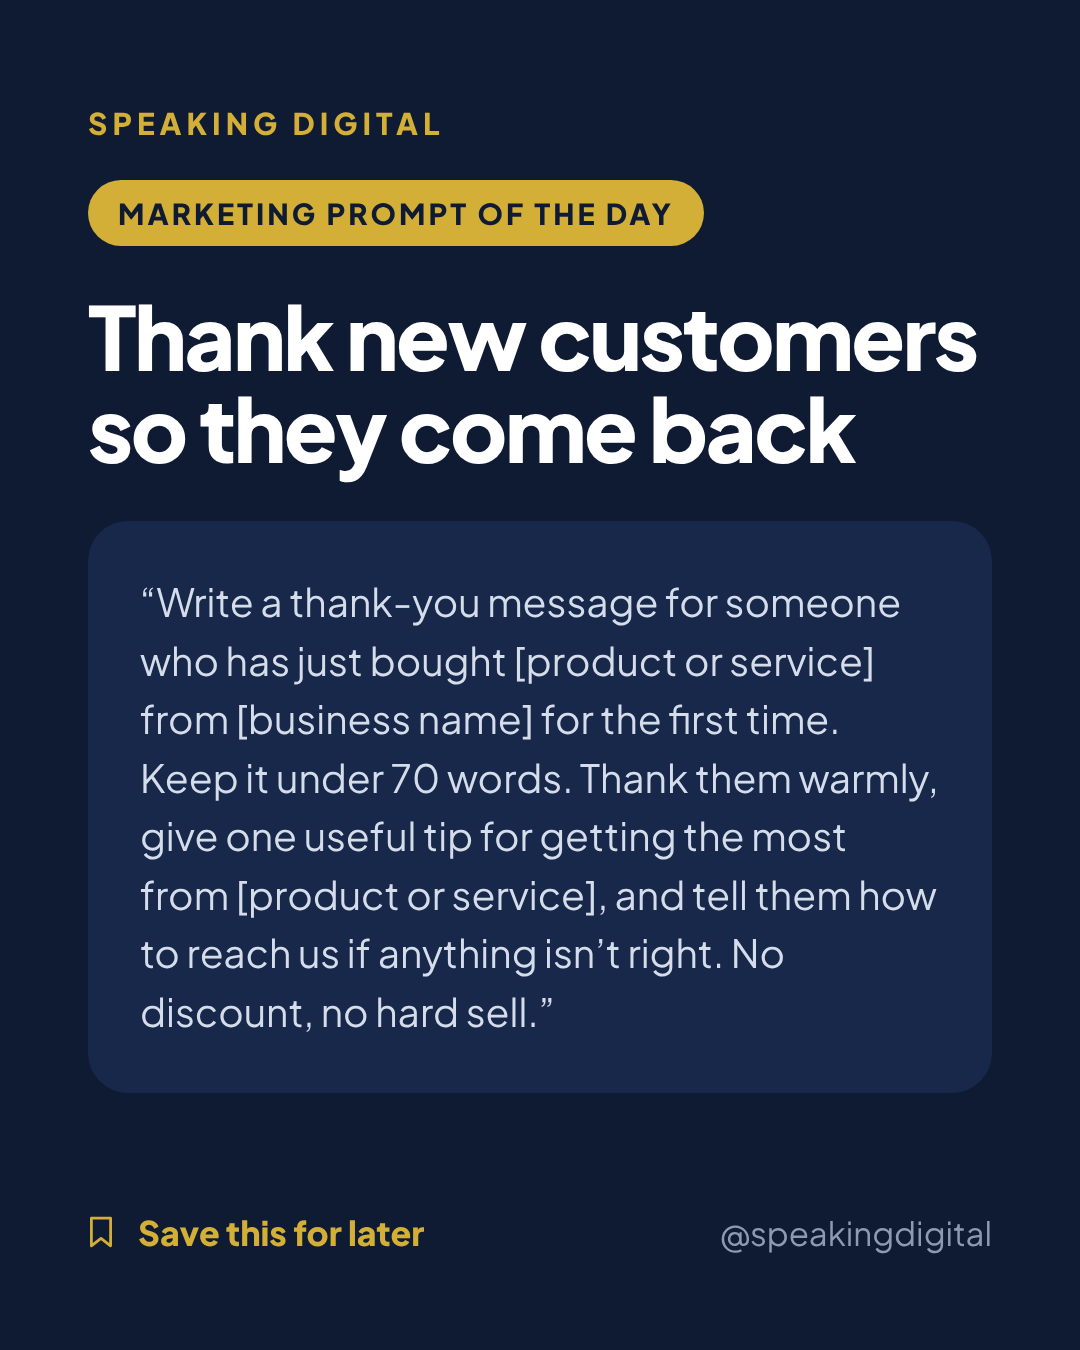 SPEAKING DIGITAL
MARKETING PROMPT OF THE DAY
Thank new customers
so they come back
“Write a thank-you message for someone
who has just bought [product or service]
from [business name] for the first time.
Keep it under 70 words. Thank them warmly,
give one useful tip for getting the most
from [product or service], and tell them how
to reach us if anything isn’t right. No
discount, no hard sell.”
Save this for later
@speakingdigital